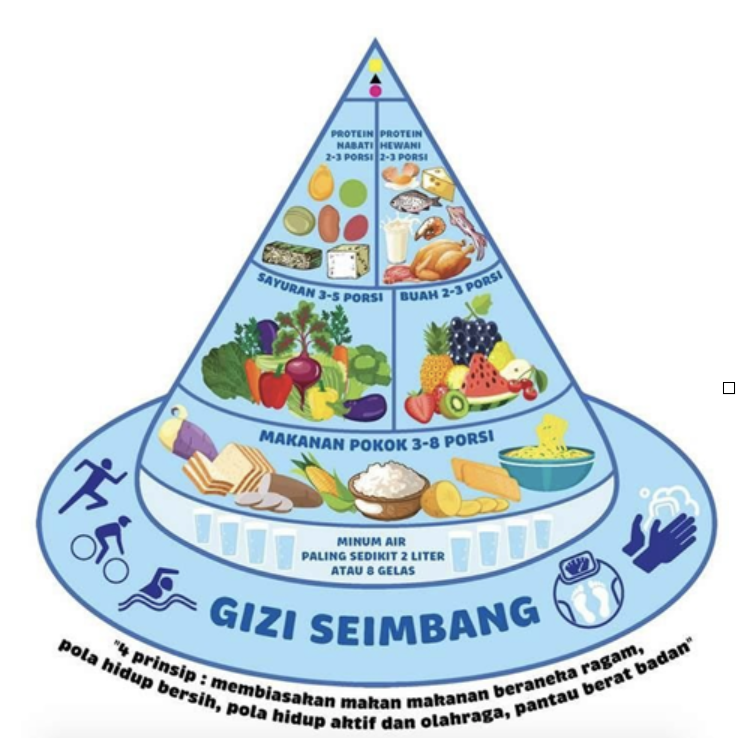 PROTEIN
NABATI
2-3 PORSI
PROTEIN
HEWANI
2-3 PORSI
SAYURAN 3-5 PORSI
BUAH 2-3 PORSI
MAKANAN POKOK 3-8 PORSI
MINUM AIR
PALING SEDIKIT 2 LITER
ATAU 8 GELAS
GIZI SEIMBANG
"4 prinsip : membiasakan makan makanan beraneka ragam,
pola hidup bersih, pola hidup aktif dan olahraga, pantau berat badan"